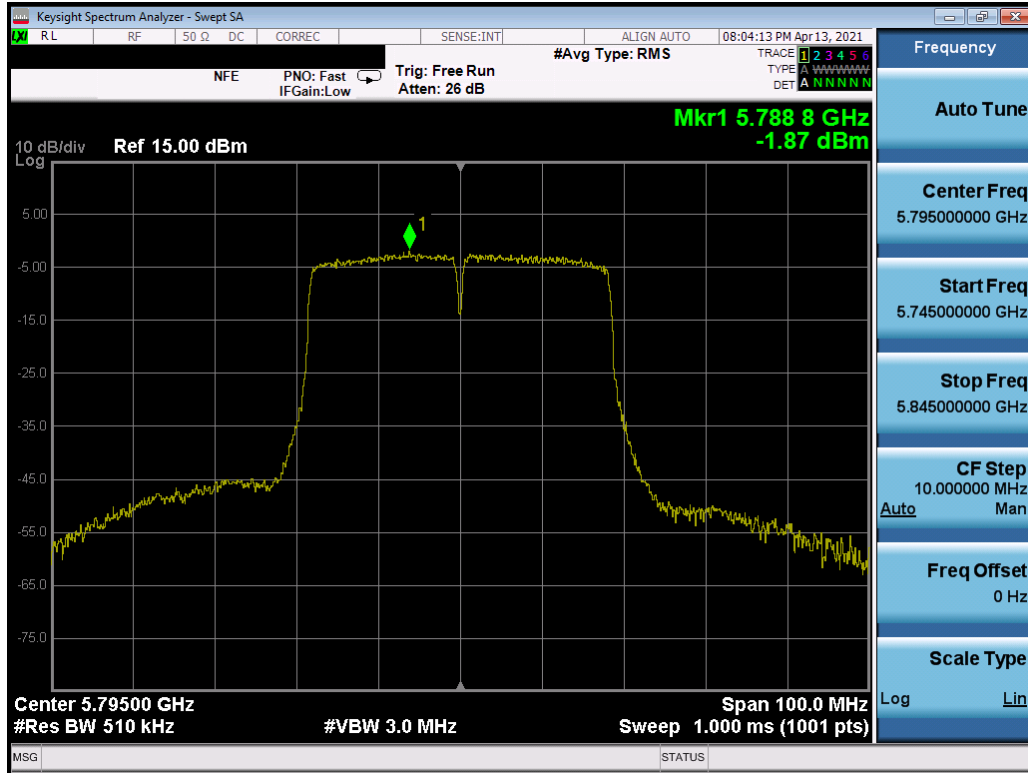 Keysight Spectrum Analyzer - Swept SA
LXI RL RF 50 Ω DC CORREC SENSE:INT ALIGN AUTO 08:04:13 PM Apr 13, 2021
NFE PNO: Fast Trig: Free Run #Avg Type: RMS TRACE 1 2 3 4 5 6
IFGain:Low Atten: 26 dB TYPE A WWWWW
DET A N N N N N
Mkr1 5.788 8 GHz
-1.87 dBm
10 dB/div Ref 15.00 dBm
Log
1
5.00
-5.00
-15.0
-25.0
-35.0
-45.0
-55.0
-65.0
-75.0
Center 5.79500 GHz Span 100.0 MHz
#Res BW 510 kHz #VBW 3.0 MHz Sweep 1.000 ms (1001 pts)
MSG STATUS
Frequency
Auto Tune
Center Freq
5.795000000 GHz
Start Freq
5.745000000 GHz
Stop Freq
5.845000000 GHz
CF Step
10.000000 MHz
Auto Man
Freq Offset
0 Hz
Scale Type
Log Lin